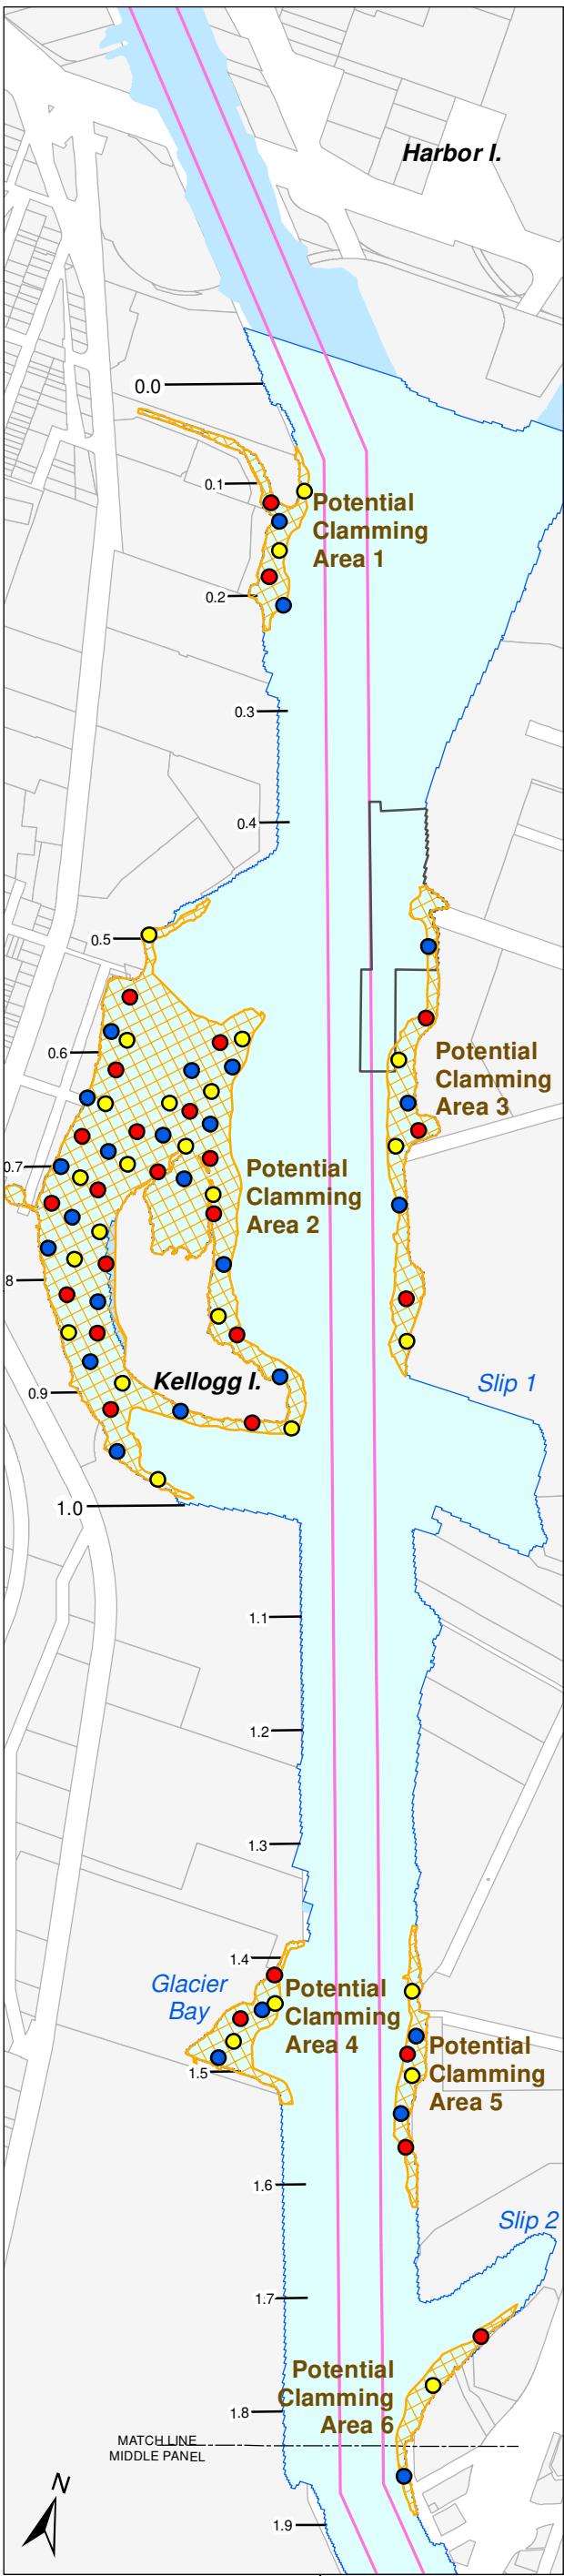 Harbor I.
0.0
0.1
Potential
Clamming
Area 1
0.2
0.3
0.4
0.5
0.6
Potential
Clamming
Area 3
0.7
Potential
Clamming
Area 2
8
Kellogg I.
Slip 1
0.9
1.0
1.1
1.2
1.3
1.4
Glacier
Bay
Potential
Clamming
Area 4
1.5
Potential
Clamming
Area 5
1.6
Slip 2
1.7
Potential
Clamming
Area 6
1.8
MATCH LINE
MIDDLE PANEL
N
1.9